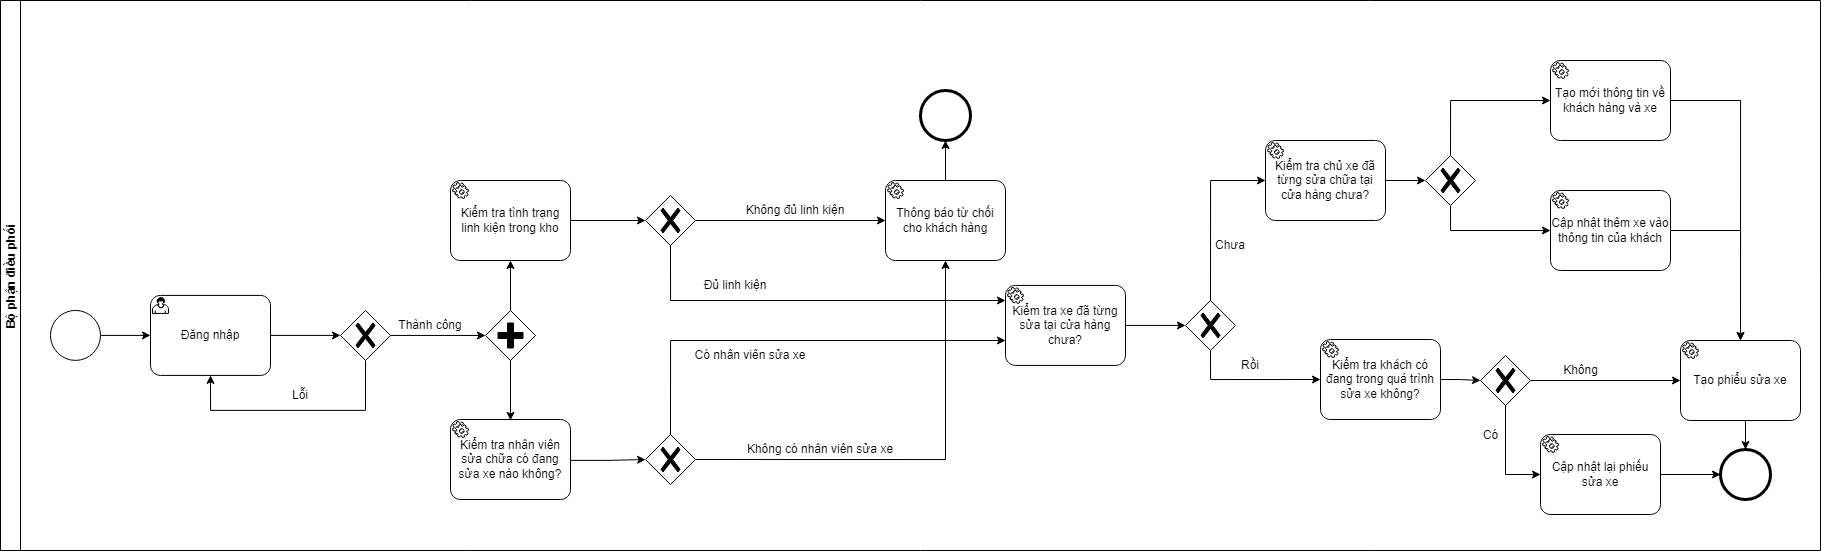 Bộ phận điều phối
Đăng nhập
Lỗi
Thành công
Kiểm tra tình trạng
linh kiện trong kho
Kiểm tra nhân viên
sửa chữa có đang
sửa xe nào không?
Không đủ linh kiện
Đủ linh kiện
Có nhân viên sửa xe
Không có nhân viên sửa xe
Thông báo từ chối
cho khách hàng
Kiểm tra xe đã từng
sửa tại cửa hàng
chưa?
Chưa
Rồi
Kiểm tra chủ xe đã
từng sửa chữa tại
cửa hàng chưa?
Tạo mới thông tin về
khách hàng và xe
Cập nhật thêm xe vào
thông tin của khách
Kiểm tra khách có
đang trong quá trình
sửa xe không?
Không
Có
Tạo phiếu sửa xe
Cập nhật lại phiếu
sửa xe